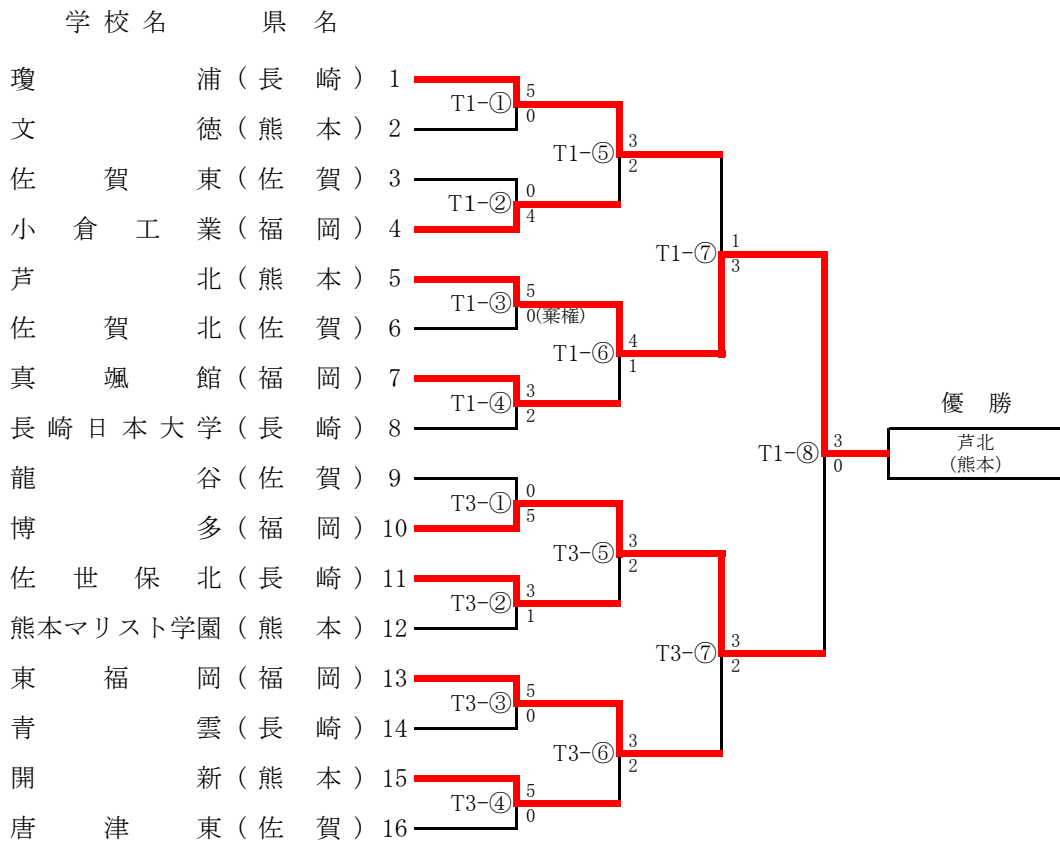 学校名 県名
瓊浦(長崎) 1
5
T1-①
0
文徳(熊本) 2
3
T1-⑤
2
佐賀東(佐賀) 3
0
T1-②
4
小倉工業(福岡) 4
1
T1-⑦
3
芦北(熊本) 5
5
T1-③
0(棄権)
佐賀北(佐賀) 6
4
T1-⑥
1
真颯館(福岡) 7
3
T1-④
2
長崎日本大学(長崎) 8
優勝
芦北
(熊本)
3
T1-⑧
0
龍谷(佐賀) 9
0
T3-①
5
博多(福岡) 10
3
T3-⑤
2
佐世保北(長崎) 11
3
T3-②
1
熊本マリスト学園(熊本) 12
3
T3-⑦
2
東福岡(福岡) 13
5
T3-③
0
青雲(長崎) 14
3
T3-⑥
2
開新(熊本) 15
5
T3-④
0
唐津東(佐賀) 16